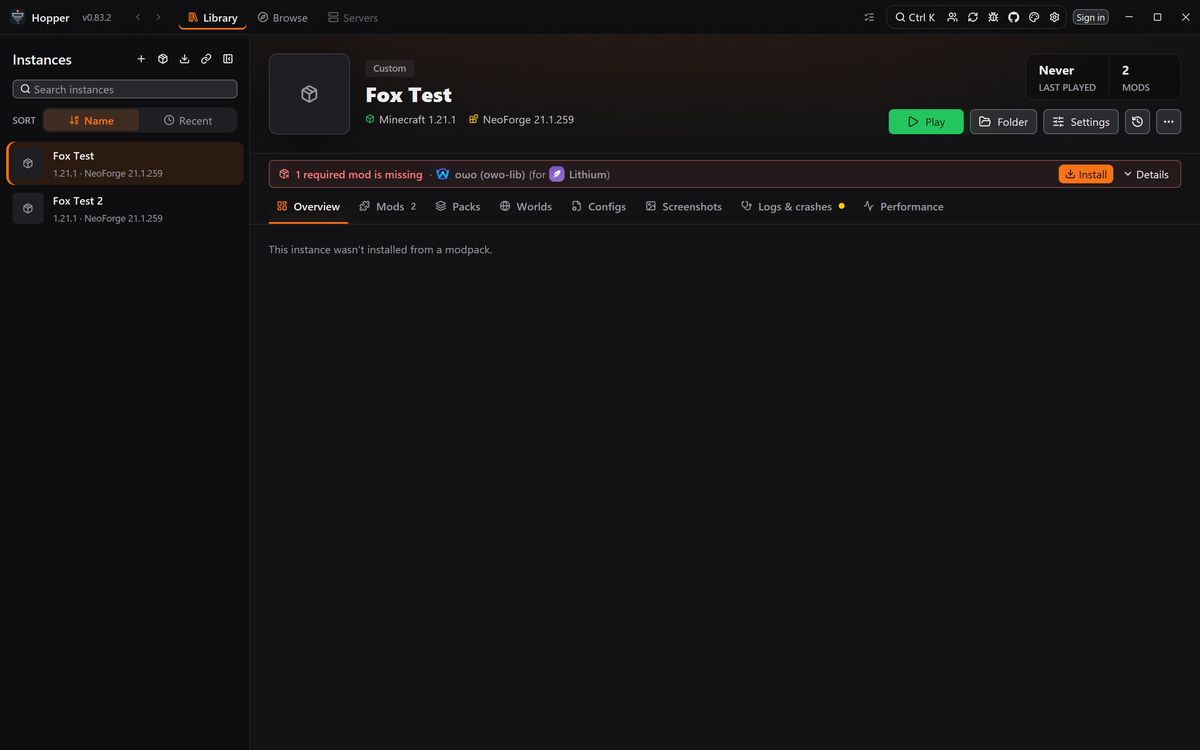 Hopper v0.83.2 Library Browse Servers Ctrl K Sign in
Instances
Search instances
SORT Name Recent
Fox Test
1.21.1 · NeoForge 21.1.259
Fox Test 2
1.21.1 · NeoForge 21.1.259
Custom
Fox Test
Minecraft 1.21.1 NeoForge 21.1.259
Never
LAST PLAYED
2
MODS
Play Folder Settings
1 required mod is missing · oωo (owo-lib) (for Lithium) Install Details
Overview Mods 2 Packs Worlds Configs Screenshots Logs & crashes Performance
This instance wasn't installed from a modpack.